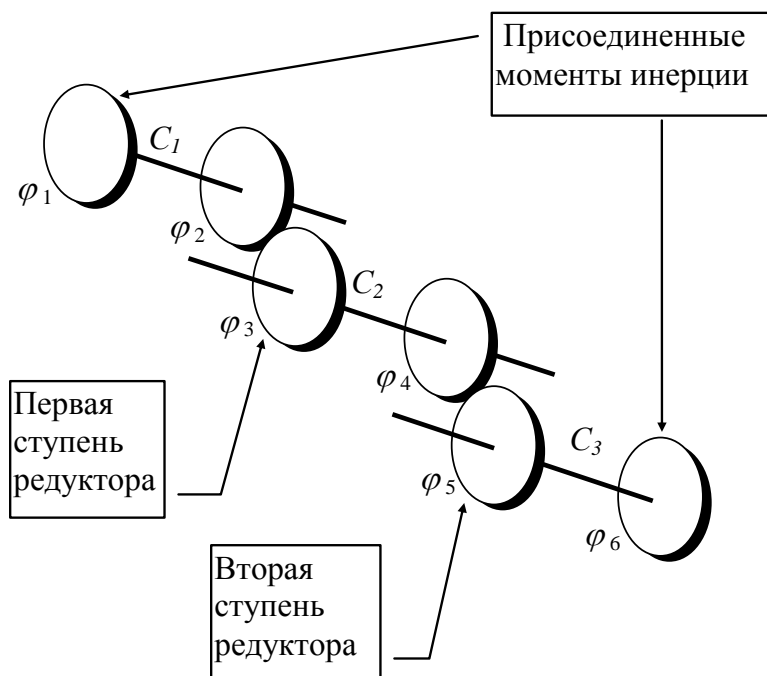 Присоединенные
моменты инерции
C₁
φ₁
φ₂
C₂
φ₃
φ₄
Первая
ступень
редуктора
C₃
φ₅
φ₆
Вторая
ступень
редуктора